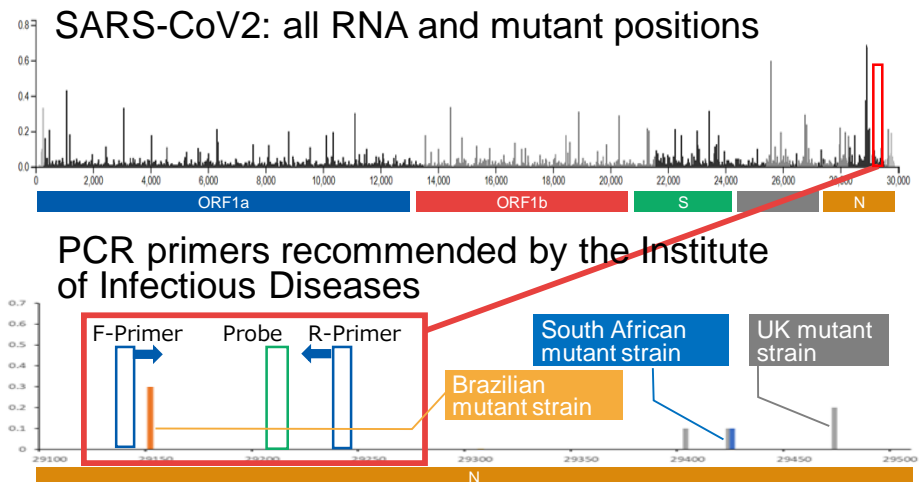 SARS-CoV2: all RNA and mutant positions
0.8
0.6
0.4
0.2
0.0
0 2,000 4,000 6,000 8,000 10,000 12,000 14,000 16,000 18,000 20,000 22,000 24,000 26,000 28,000 30,000
ORF1a ORF1b S N
PCR primers recommended by the Institute
of Infectious Diseases
0.7
0.6
0.5
0.4
0.3
0.2
0.1
0
F-Primer Probe R-Primer
Brazilian
mutant strain
South African
mutant strain
UK mutant
strain
29100 29150 29200 29250 29300 29350 29400 29450 29500
N